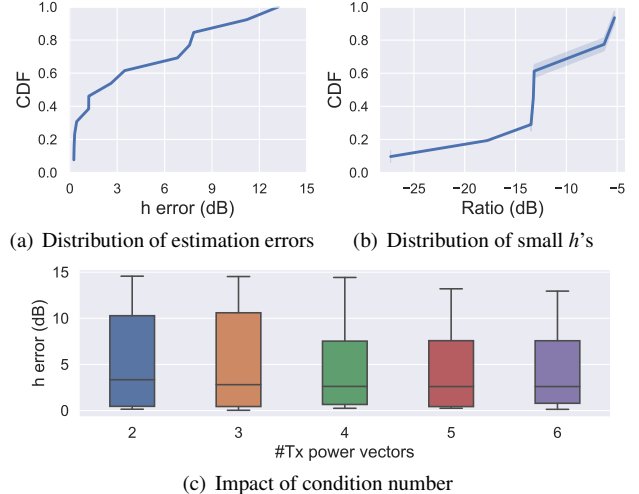 1.0
0.8
0.6
0.4
0.2
0.0
CDF
0 3 6 9 12 15
h error (dB)
(a) Distribution of estimation errors
1.0
0.8
0.6
0.4
0.2
0.0
CDF
−25 −20 −15 −10 −5
Ratio (dB)
(b) Distribution of small h's
15
10
5
0
h error (dB)
2 3 4 5 6
#Tx power vectors
(c) Impact of condition number